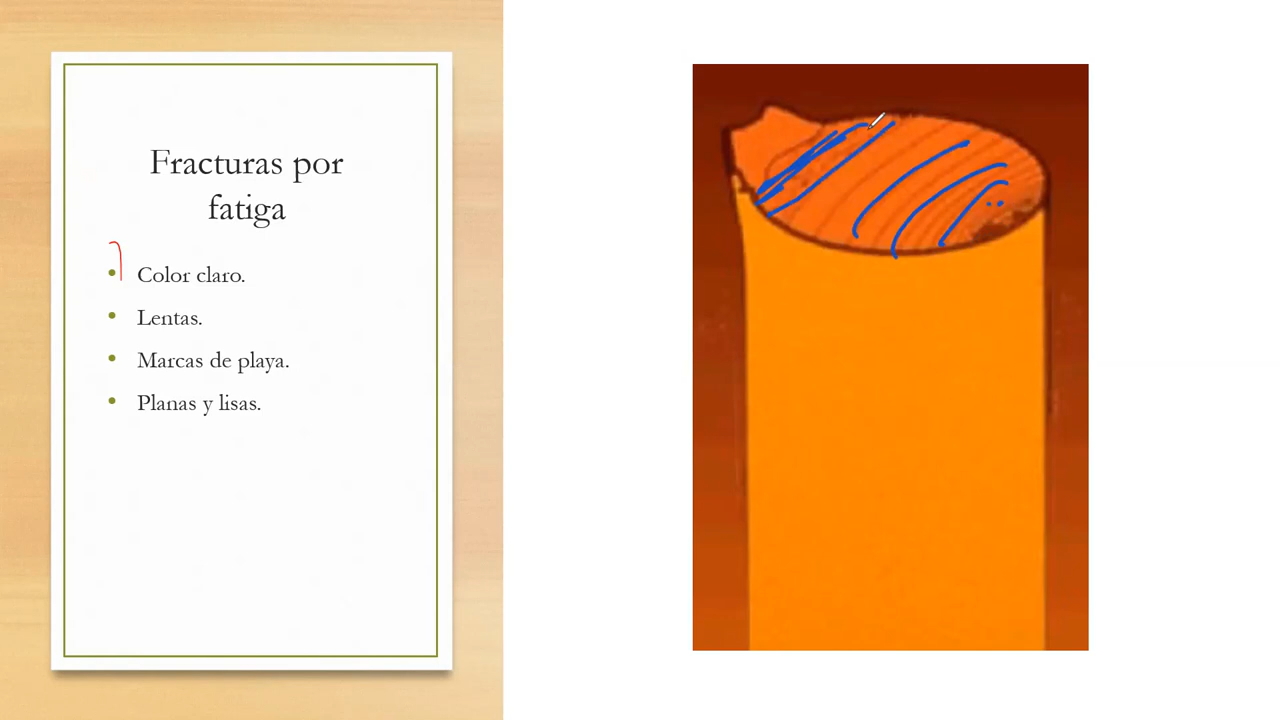 Fracturas por
fatiga
Color claro.
Lentas.
Marcas de playa.
Planas y lisas.